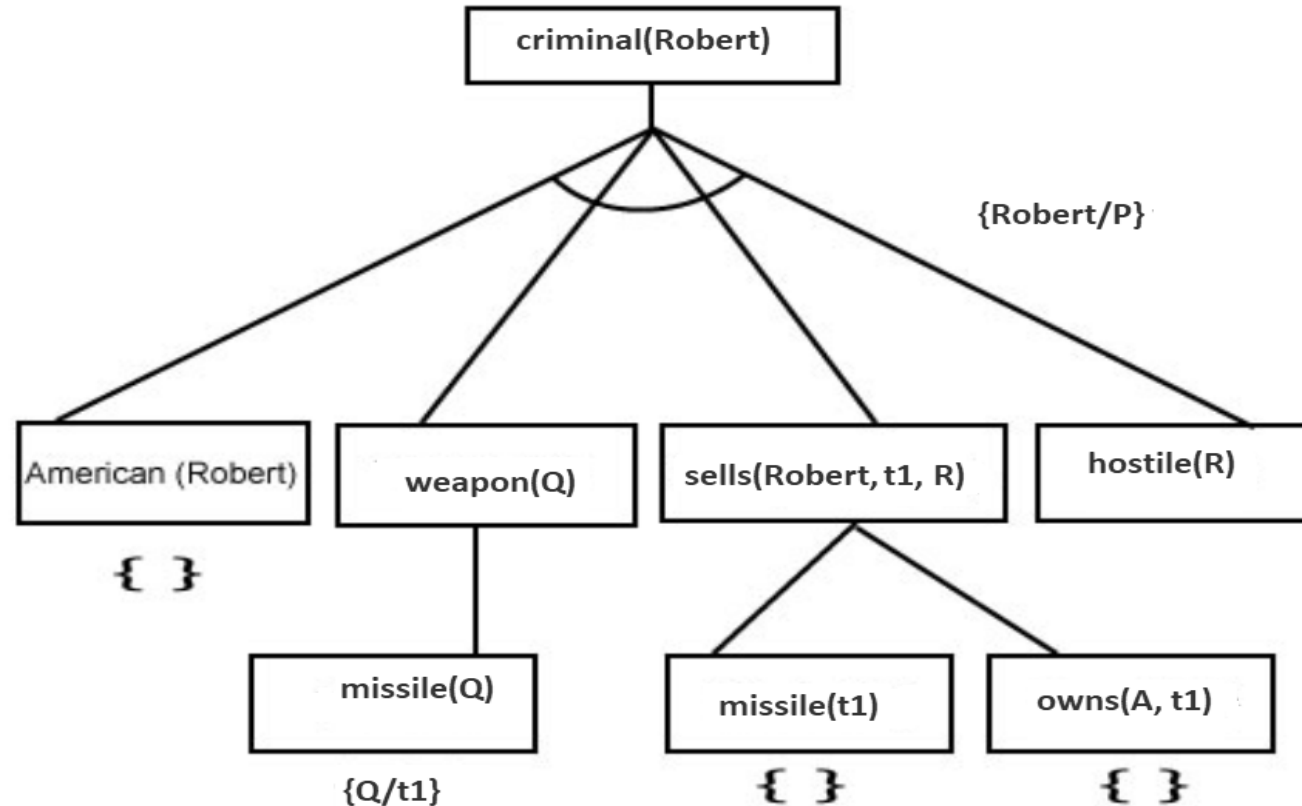 criminal(Robert)
{Robert/P}
American (Robert)
weapon(Q)
sells(Robert, t1, R)
hostile(R)
{ }
missile(Q)
missile(t1)
owns(A, t1)
{Q/t1}
{ }
{ }